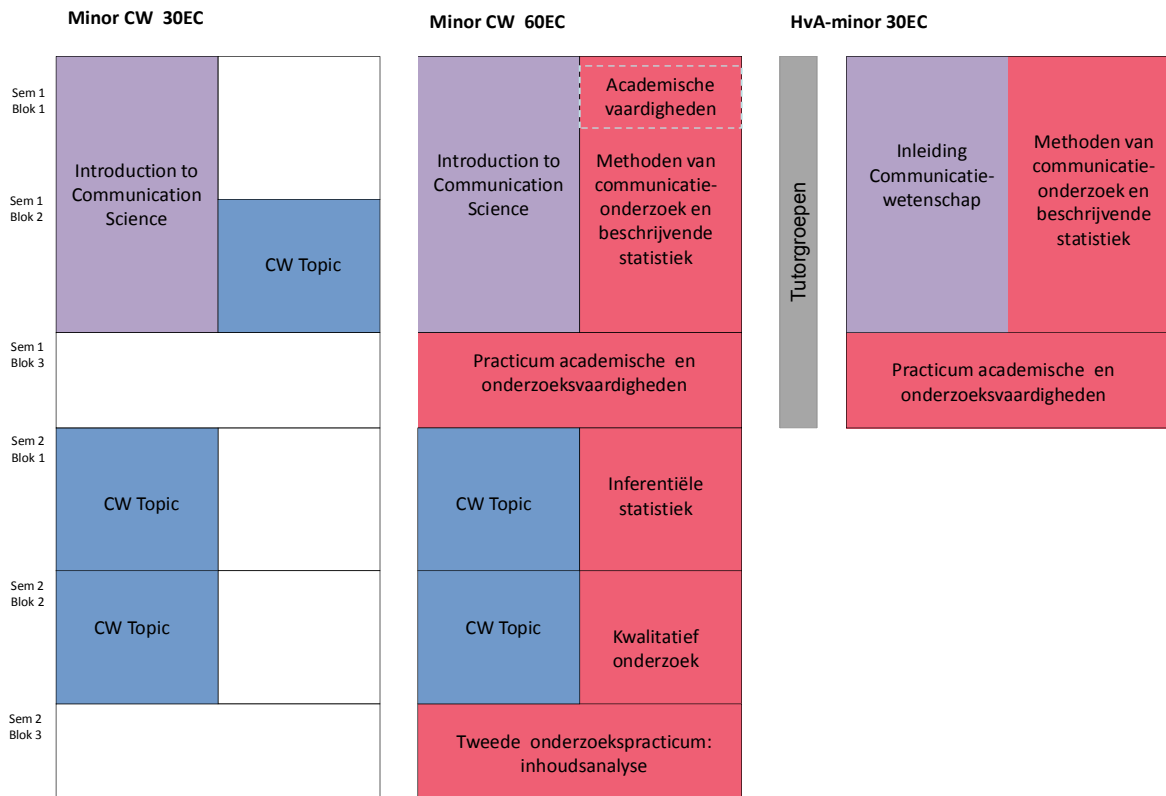 Minor CW 30EC
Minor CW 60EC
HvA-minor 30EC
Sem 1
Blok 1
Sem 1
Blok 2
Sem 1
Blok 3
Sem 2
Blok 1
Sem 2
Blok 2
Sem 2
Blok 3
Introduction to
Communication
Science
CW Topic
CW Topic
CW Topic
Introduction to
Communication
Science
Academische
vaardigheden
Methoden van
communicatie-
onderzoek en
beschrijvende
statistiek
Practicum academische en
onderzoeksvaardigheden
CW Topic
Inferentiële
statistiek
CW Topic
Kwalitatief
onderzoek
Tweede onderzoekspracticum:
inhoudsanalyse
Tutorgroepen
Inleiding
Communicatie-
wetenschap
Methoden van
communicatie-
onderzoek en
beschrijvende
statistiek
Practicum academische en
onderzoeksvaardigheden